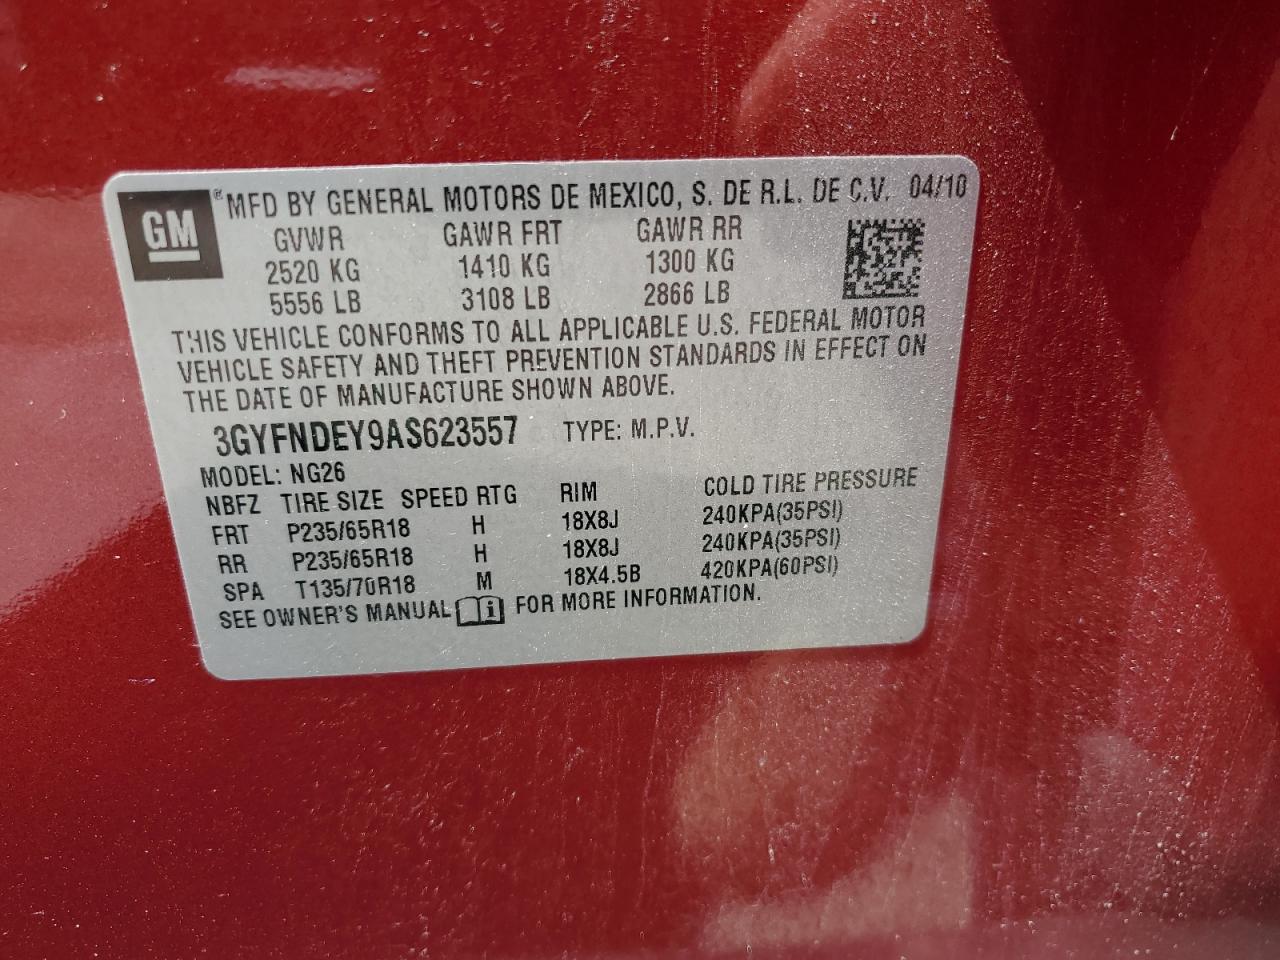 GM ® MFD BY GENERAL MOTORS DE MEXICO, S. DE R.L. DE C.V. 04/10
GVWR GAWR FRT GAWR RR
2520 KG 1410 KG 1300 KG
5556 LB 3108 LB 2866 LB
THIS VEHICLE CONFORMS TO ALL APPLICABLE U.S. FEDERAL MOTOR
VEHICLE SAFETY AND THEFT PREVENTION STANDARDS IN EFFECT ON
THE DATE OF MANUFACTURE SHOWN ABOVE.
3GYFNDEY9AS623557 TYPE: M.P.V.
MODEL: NG26
NBFZ TIRE SIZE SPEED RTG RIM COLD TIRE PRESSURE
FRT P235/65R18 H 18X8J 240KPA(35PSI)
RR P235/65R18 H 18X8J 240KPA(35PSI)
SPA T135/70R18 M 18X4.5B 420KPA(60PSI)
SEE OWNER'S MANUAL i FOR MORE INFORMATION.